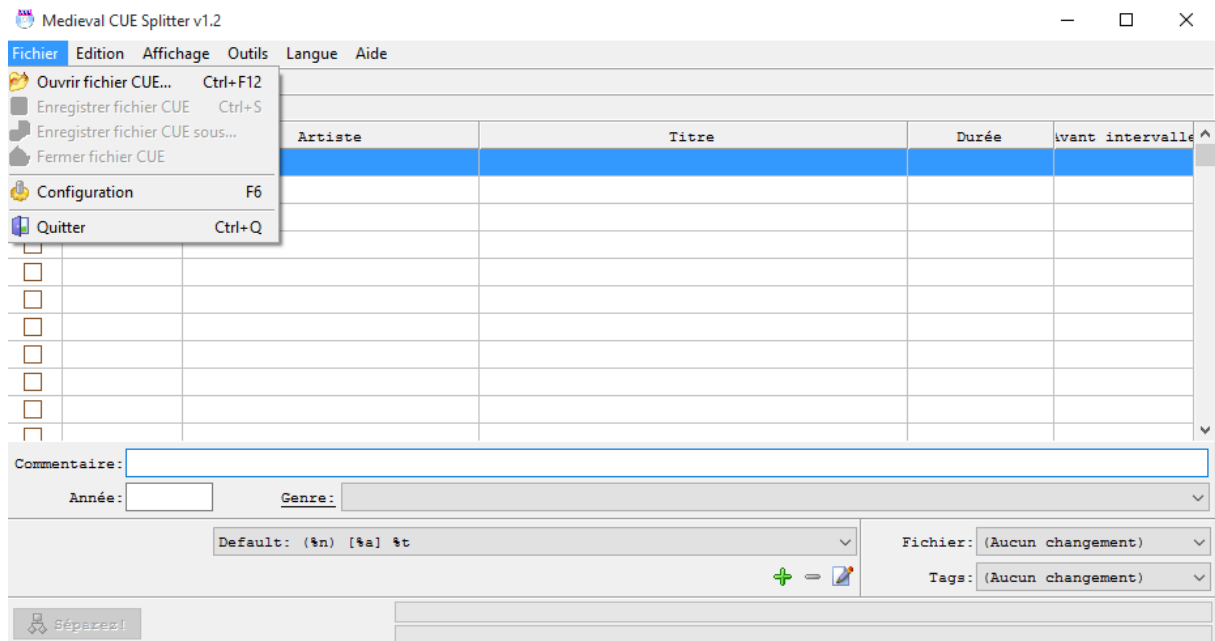 Medieval CUE Splitter v1.2
Fichier Edition Affichage Outils Langue Aide
Ouvrir fichier CUE... Ctrl+F12
Enregistrer fichier CUE Ctrl+S
Enregistrer fichier CUE sous...
Fermer fichier CUE
Configuration F6
Quitter Ctrl+Q
Artiste Titre Durée Avant intervalle
Commentaire:
Année: Genre:
Default: (%n) [%a] %t Fichier: (Aucun changement)
Tags: (Aucun changement)
Séparez!